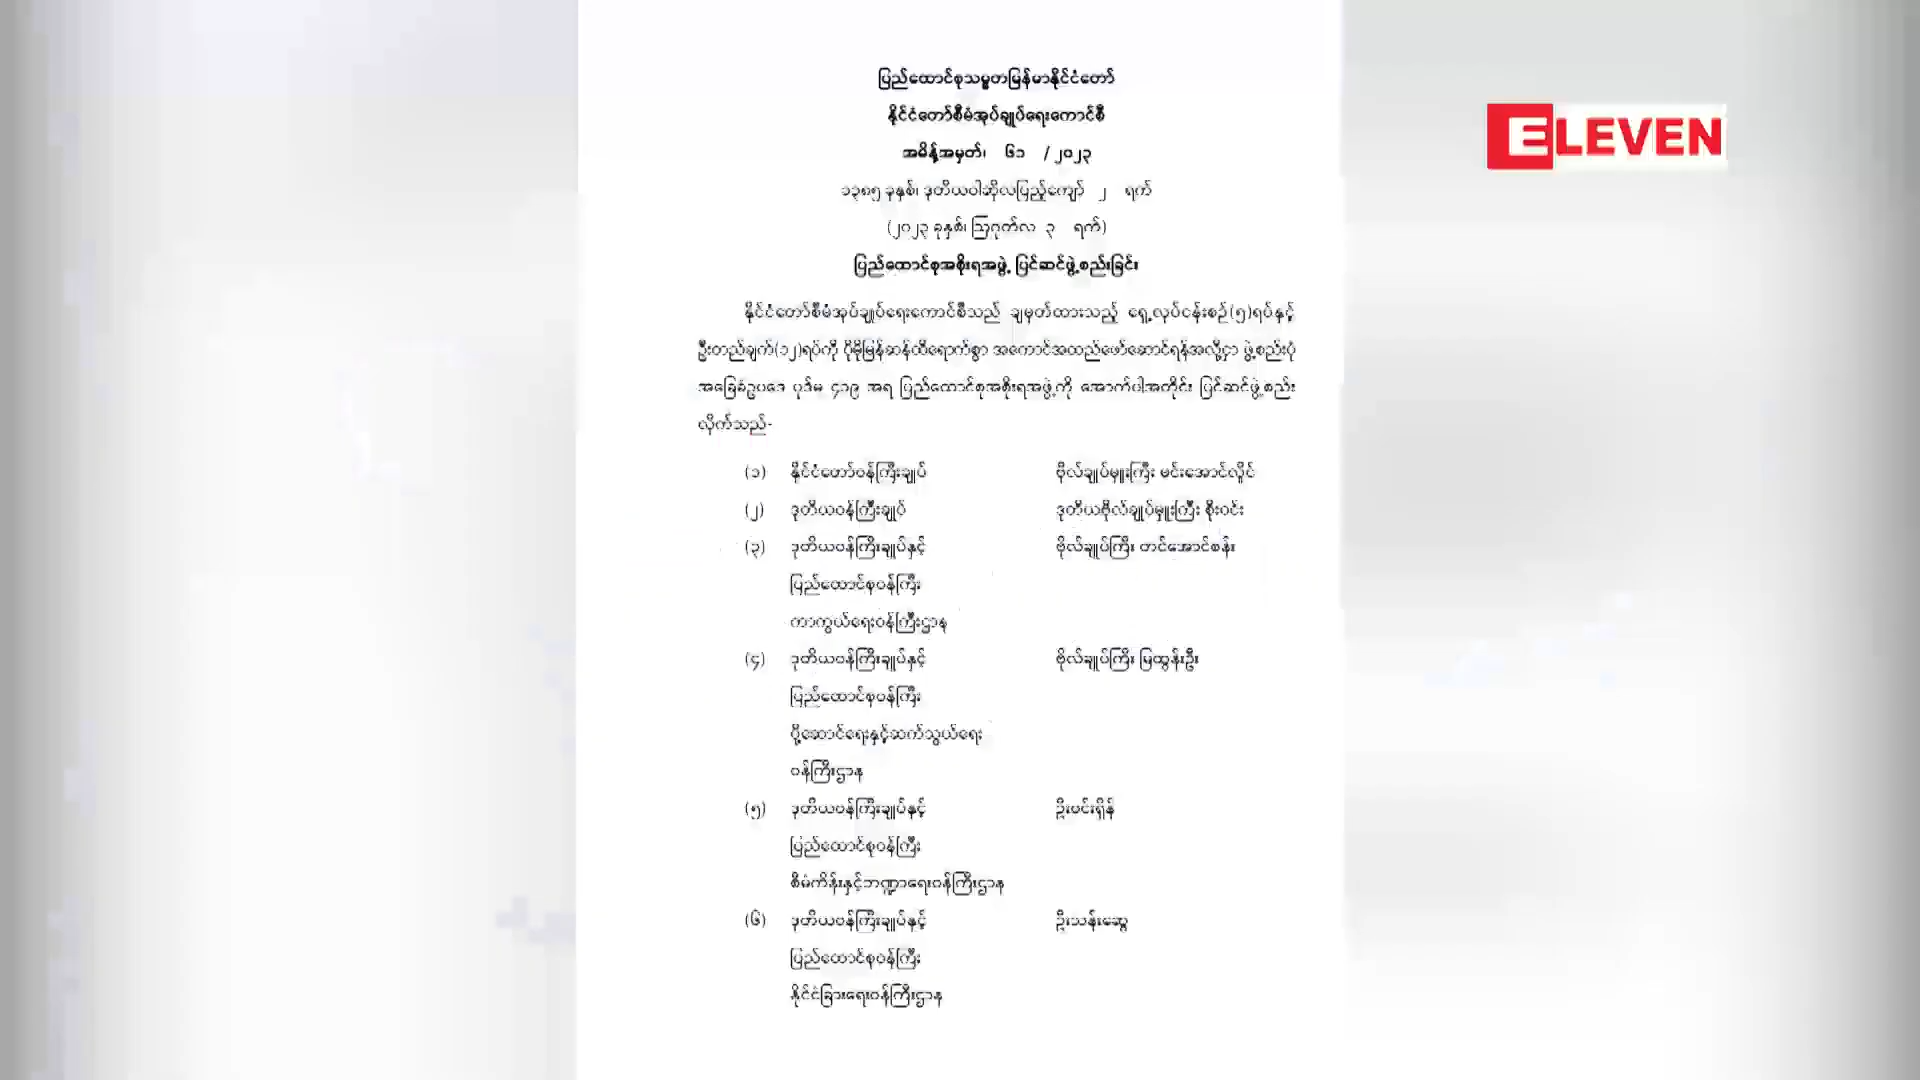 ပြည်ထောင်စုသမ္မတမြန်မာနိုင်ငံတော်
နိုင်ငံတော်စီမံအုပ်ချုပ်ရေးကောင်စီ
အမိန့်အမှတ်၊ ၆၁ /၂၀၂၃
၁၃၈၅ ခုနှစ်၊ ဒုတိယဝါဆိုလပြည့်ကျော် ၂ ရက်
(၂၀၂၃ ခုနှစ်၊ ဩဂုတ်လ ၃ ရက်)
ပြည်ထောင်စုအစိုးရအဖွဲ့ ပြင်ဆင်ဖွဲ့စည်းခြင်း
ELEVEN
နိုင်ငံတော်စီမံအုပ်ချုပ်ရေးကောင်စီသည် ချမှတ်ထားသည့် ရှေ့လုပ်ငန်းစဉ်(၅)ရပ်နှင့်
ဦးတည်ချက်(၁၂)ရပ်ကို ပိုမိုမြန်ဆန်ထိရောက်စွာ အကောင်အထည်ဖော်ဆောင်ရန်အလို့ငှာ ဖွဲ့စည်းပုံ
အခြေခံဥပဒေ ပုဒ်မ ၄၁၉ အရ ပြည်ထောင်စုအစိုးရအဖွဲ့ကို အောက်ပါအတိုင်း ပြင်ဆင်ဖွဲ့စည်း
လိုက်သည်-
(၁) နိုင်ငံတော်ဝန်ကြီးချုပ် ဗိုလ်ချုပ်မှူးကြီး မင်းအောင်လှိုင်
(၂) ဒုတိယဝန်ကြီးချုပ် ဒုတိယဗိုလ်ချုပ်မှူးကြီး စိုးဝင်း
(၃) ဒုတိယဝန်ကြီးချုပ်နှင့် ဗိုလ်ချုပ်ကြီး တင်အောင်စန်း
ပြည်ထောင်စုဝန်ကြီး
ကာကွယ်ရေးဝန်ကြီးဌာန
(၄) ဒုတိယဝန်ကြီးချုပ်နှင့် ဗိုလ်ချုပ်ကြီး မြထွန်းဦး
ပြည်ထောင်စုဝန်ကြီး
ပို့ဆောင်ရေးနှင့်ဆက်သွယ်ရေး
ဝန်ကြီးဌာန
(၅) ဒုတိယဝန်ကြီးချုပ်နှင့် ဦးဝင်းရှိန်
ပြည်ထောင်စုဝန်ကြီး
စီမံကိန်းနှင့်ဘဏ္ဍာရေးဝန်ကြီးဌာန
(၆) ဒုတိယဝန်ကြီးချုပ်နှင့် ဦးသန်းဆွေ
ပြည်ထောင်စုဝန်ကြီး
နိုင်ငံခြားရေးဝန်ကြီးဌာန